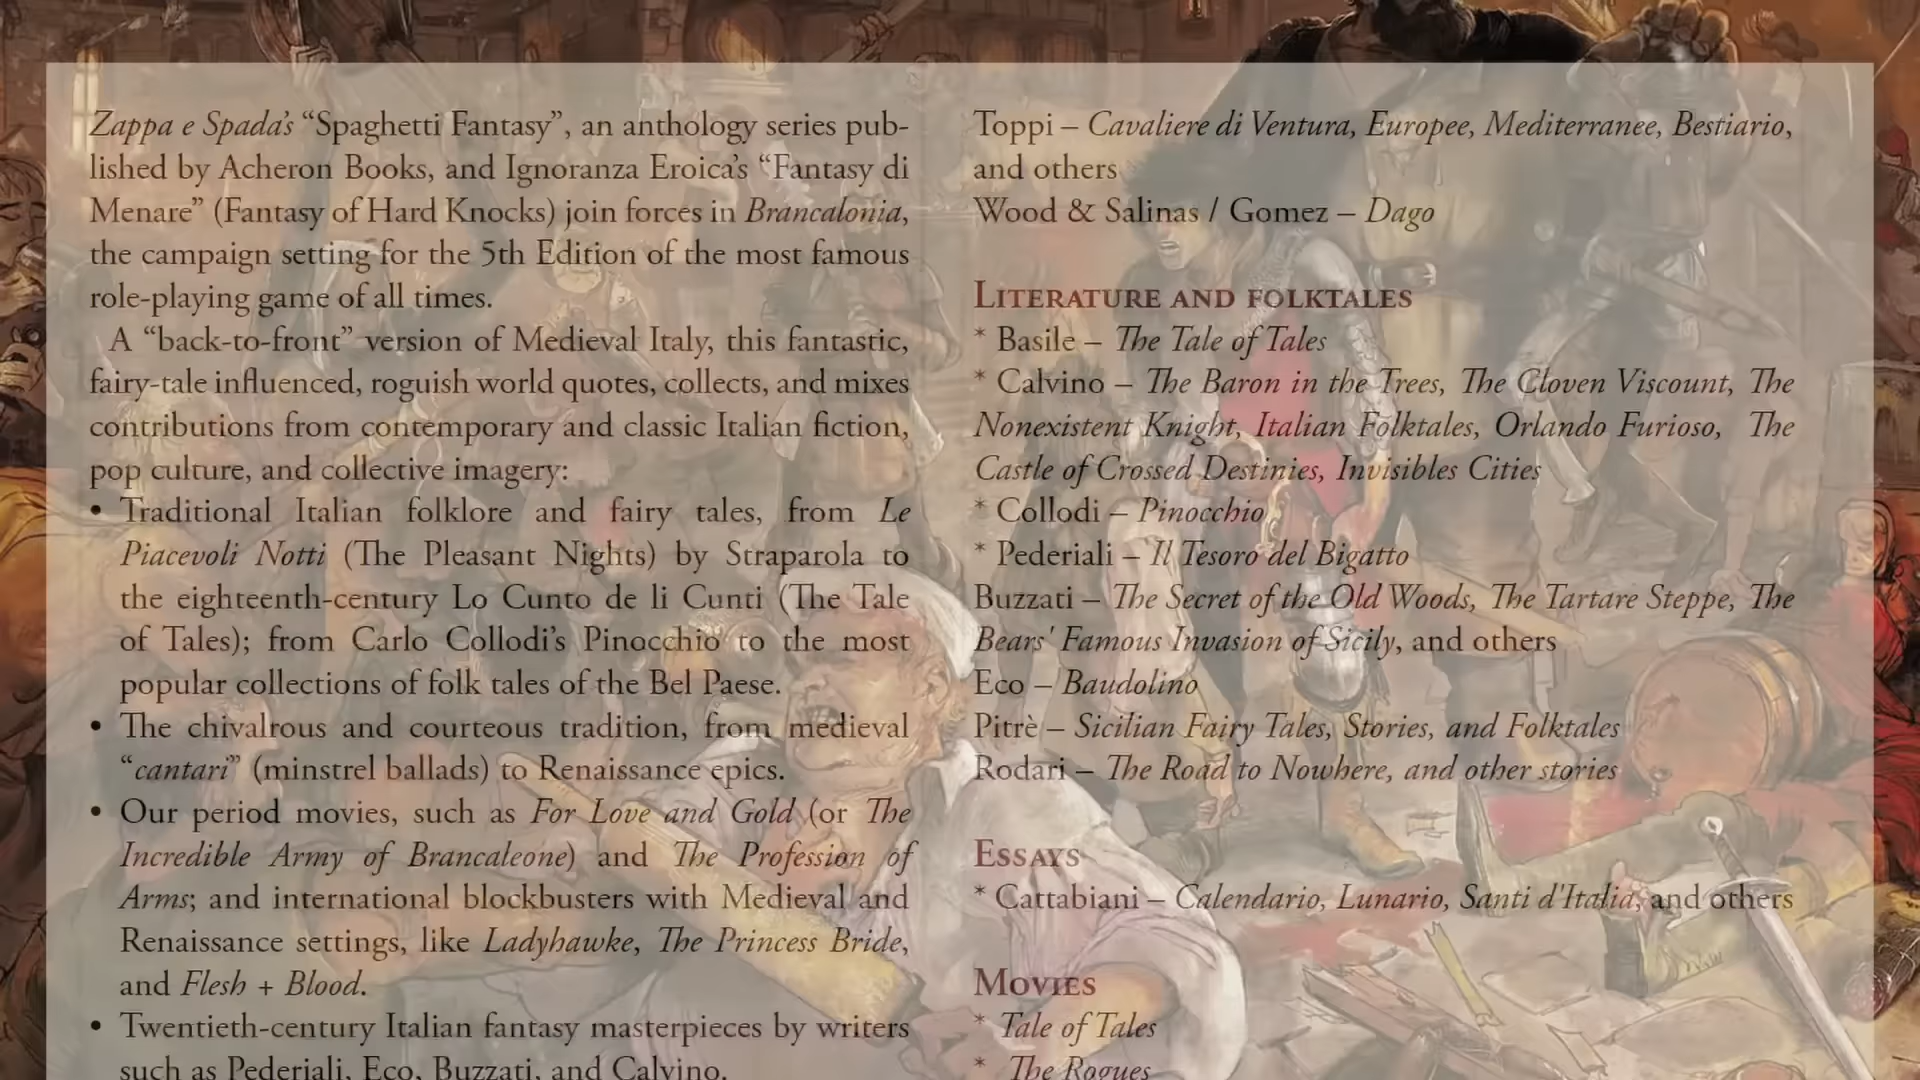 Zappa e Spada's “Spaghetti Fantasy”, an anthology series pub-
lished by Acheron Books, and Ignoranza Eroica's “Fantasy di
Menare” (Fantasy of Hard Knocks) join forces in Brancalonia,
the campaign setting for the 5th Edition of the most famous
role-playing game of all times.
A “back-to-front” version of Medieval Italy, this fantastic,
fairy-tale influenced, roguish world quotes, collects, and mixes
contributions from contemporary and classic Italian fiction,
pop culture, and collective imagery:
• Traditional Italian folklore and fairy tales, from Le
Piacevoli Notti (The Pleasant Nights) by Straparola to
the eighteenth-century Lo Cunto de li Cunti (The Tale
of Tales); from Carlo Collodi's Pinocchio to the most
popular collections of folk tales of the Bel Paese.
• The chivalrous and courteous tradition, from medieval
“cantari” (minstrel ballads) to Renaissance epics.
• Our period movies, such as For Love and Gold (or The
Incredible Army of Brancaleone) and The Profession of
Arms; and international blockbusters with Medieval and
Renaissance settings, like Ladyhawke, The Princess Bride,
and Flesh + Blood.
• Twentieth-century Italian fantasy masterpieces by writers
such as Pederiali, Eco, Buzzati, and Calvino.
Toppi – Cavaliere di Ventura, Europee, Mediterranee, Bestiario,
and others
Wood & Salinas / Gomez – Dago
Literature and folktales
* Basile – The Tale of Tales
* Calvino – The Baron in the Trees, The Cloven Viscount, The
Nonexistent Knight, Italian Folktales, Orlando Furioso, The
Castle of Crossed Destinies, Invisibles Cities
* Collodi – Pinocchio
* Pederiali – Il Tesoro del Bigatto
Buzzati – The Secret of the Old Woods, The Tartare Steppe, The
Bears' Famous Invasion of Sicily, and others
Eco – Baudolino
Pitrè – Sicilian Fairy Tales, Stories, and Folktales
Rodari – The Road to Nowhere, and other stories
Essays
* Cattabiani – Calendario, Lunario, Santi d'Italia, and others
Movies
* Tale of Tales
* The Rogues